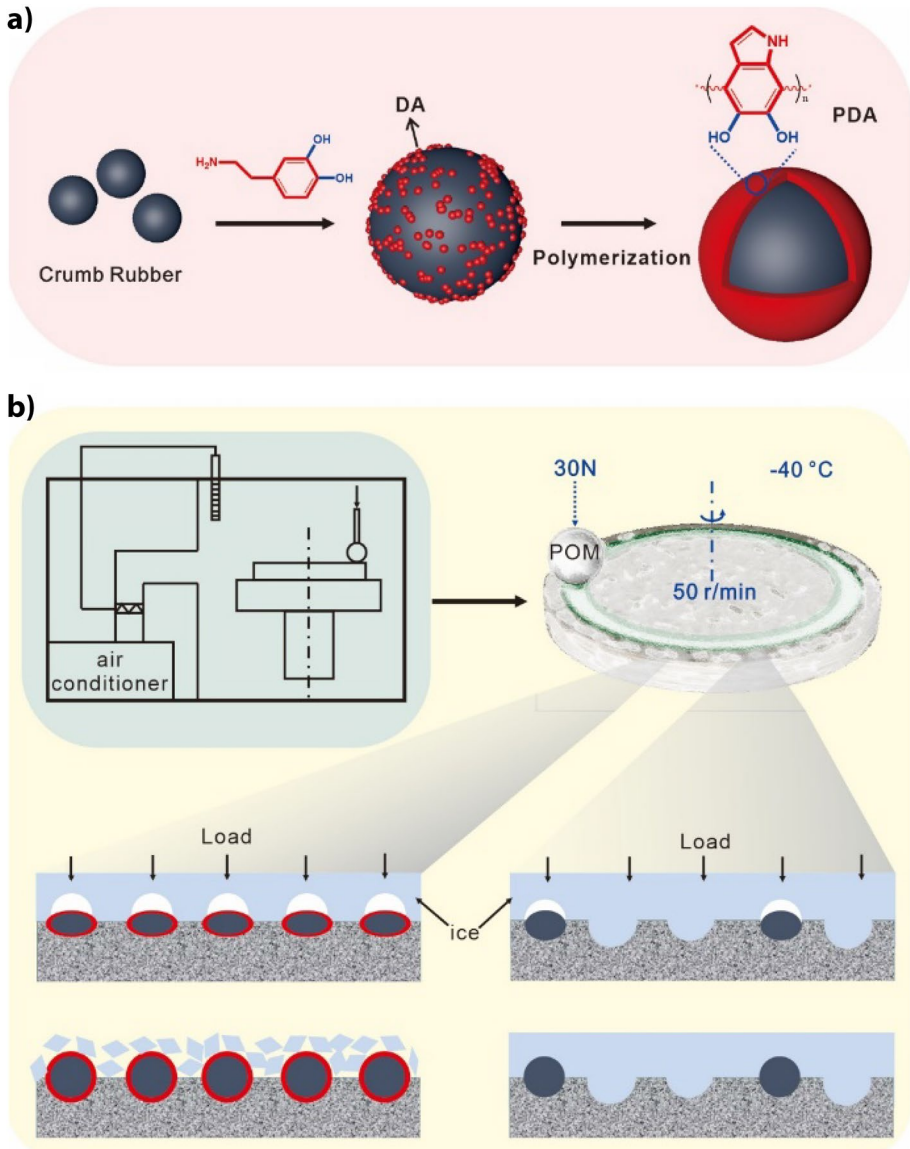 a)
DA
H₂N
OH
OH
Crumb Rubber
Polymerization
NH
n
HO
OH
PDA
b)
air
conditioner
30N
-40 °C
POM
50 r/min
Load
Load
ice